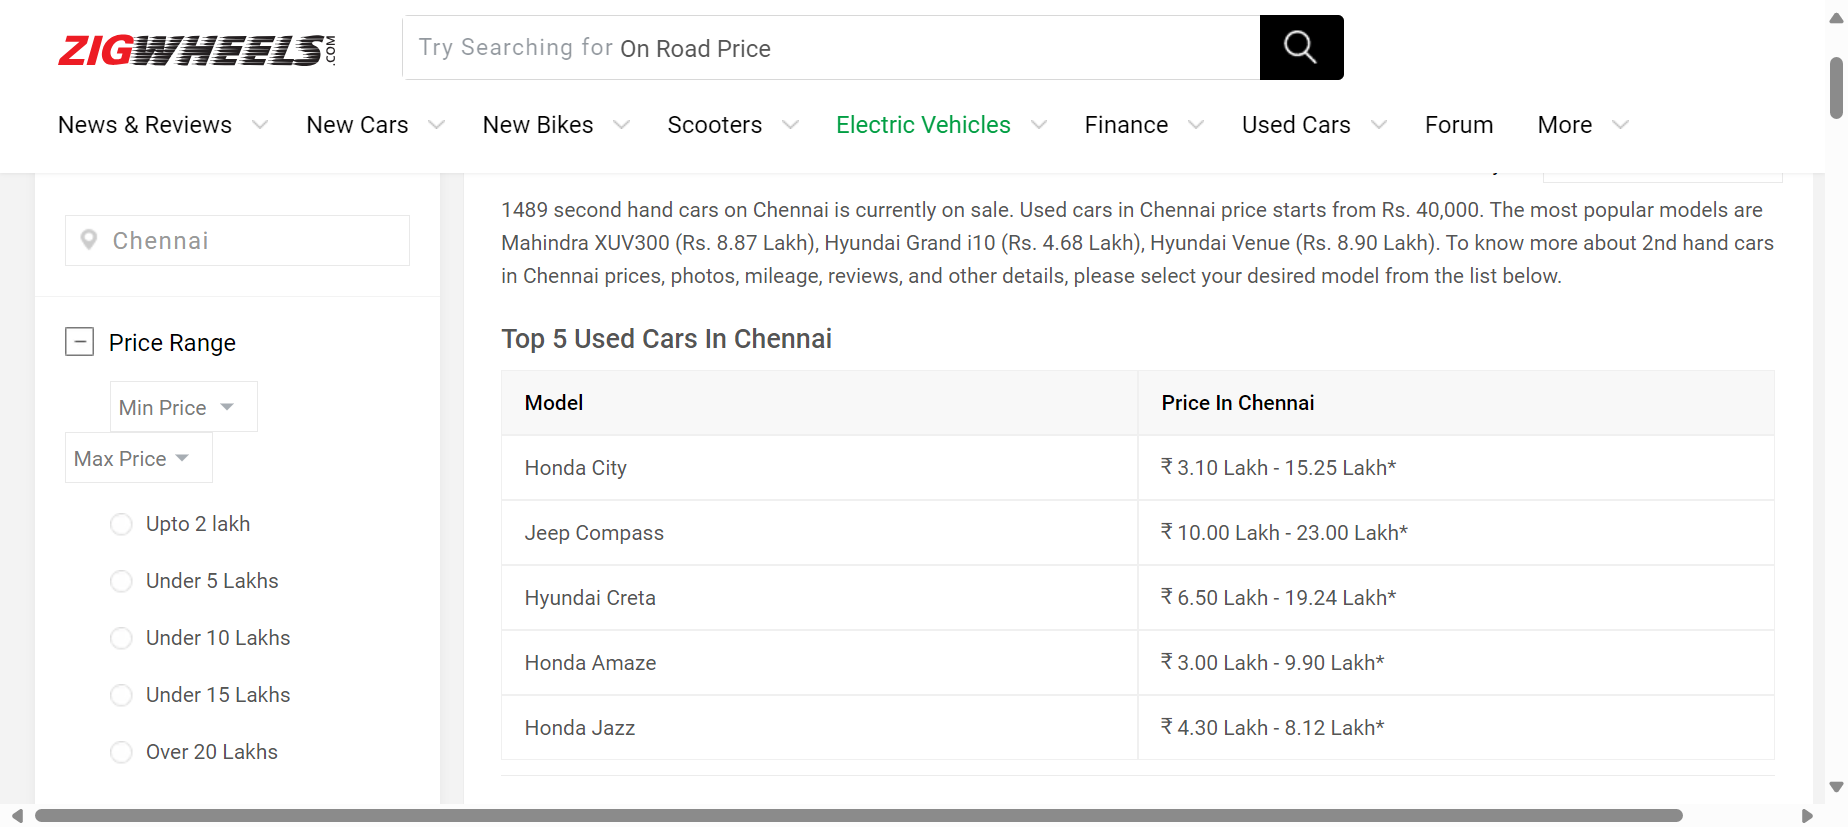 ZIGWHEELS.COM
Try Searching for On Road Price
News & Reviews New Cars New Bikes Scooters Electric Vehicles Finance Used Cars Forum More
Chennai
Price Range
Min Price
Max Price
Upto 2 lakh
Under 5 Lakhs
Under 10 Lakhs
Under 15 Lakhs
Over 20 Lakhs
1489 second hand cars on Chennai is currently on sale. Used cars in Chennai price starts from Rs. 40,000. The most popular models are
Mahindra XUV300 (Rs. 8.87 Lakh), Hyundai Grand i10 (Rs. 4.68 Lakh), Hyundai Venue (Rs. 8.90 Lakh). To know more about 2nd hand cars
in Chennai prices, photos, mileage, reviews, and other details, please select your desired model from the list below.
Top 5 Used Cars In Chennai
Model Price In Chennai
Honda City ₹ 3.10 Lakh - 15.25 Lakh*
Jeep Compass ₹ 10.00 Lakh - 23.00 Lakh*
Hyundai Creta ₹ 6.50 Lakh - 19.24 Lakh*
Honda Amaze ₹ 3.00 Lakh - 9.90 Lakh*
Honda Jazz ₹ 4.30 Lakh - 8.12 Lakh*